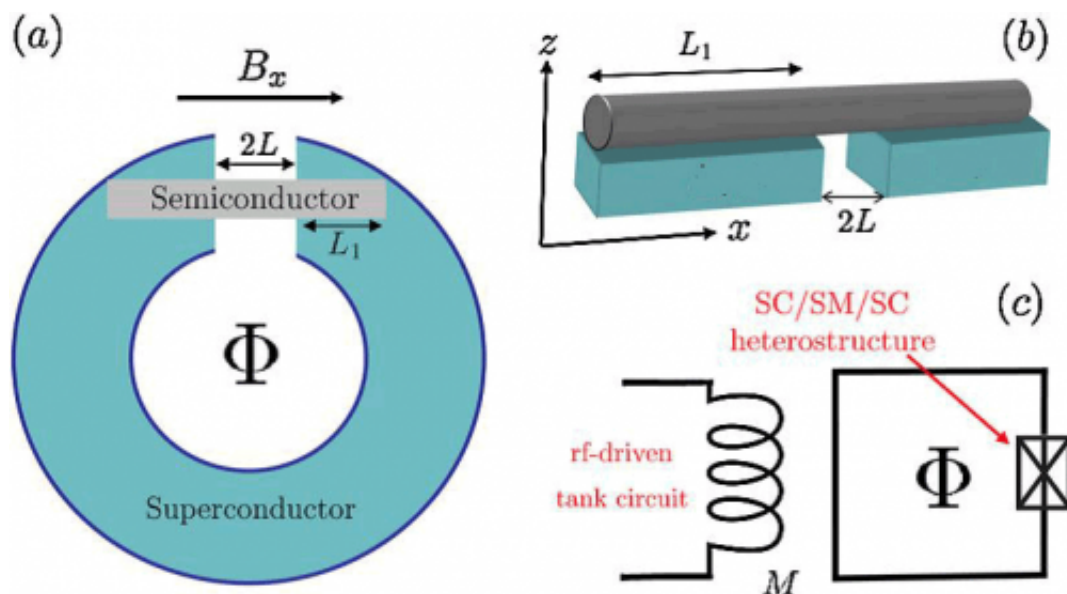 (a)
B_x
2L
Semiconductor
L_1
Φ
Superconductor
(b)
z
L_1
x
2L
(c)
SC/SM/SC
heterostructure
rf-driven
tank circuit
Φ
M